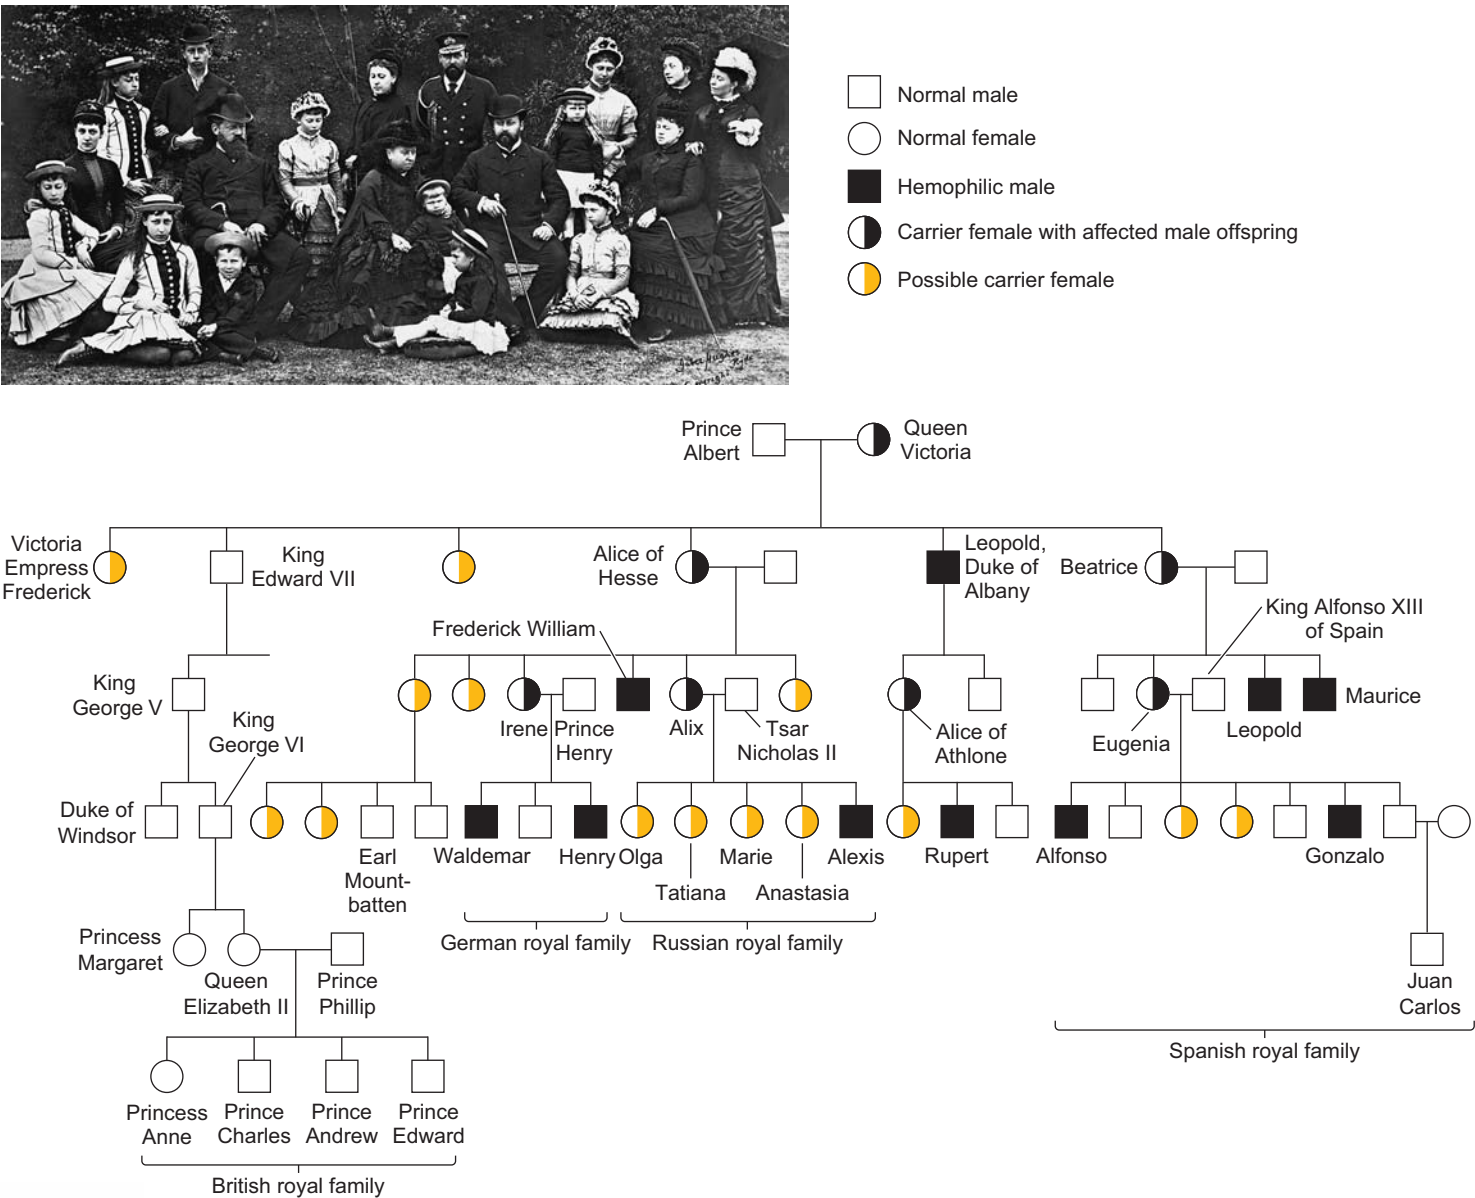 Normal male
Normal female
Hemophilic male
Carrier female with affected male offspring
Possible carrier female
Prince
Albert
Queen
Victoria
Victoria
Empress
Frederick
King
Edward VII
Alice of
Hesse
Leopold,
Duke of
Albany
Beatrice
King Alfonso XIII
of Spain
Frederick William
King
George V
King
George VI
Irene
Prince
Henry
Alix
Tsar
Nicholas II
Alice of
Athlone
Eugenia
Leopold
Maurice
Duke of
Windsor
Earl
Mount-
batten
Waldemar
Henry
Olga
Tatiana
Marie
Anastasia
Alexis
Rupert
Alfonso
Gonzalo
German royal family
Russian royal family
Princess
Margaret
Queen
Elizabeth II
Prince
Phillip
Juan
Carlos
Spanish royal family
Princess
Anne
Prince
Charles
Prince
Andrew
Prince
Edward
British royal family